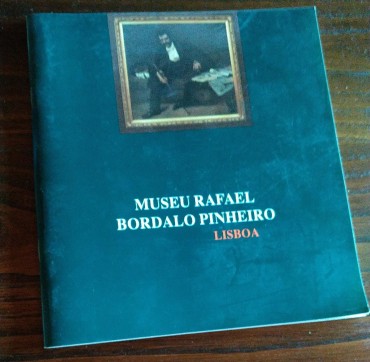 MUSEU RAFAEL
BORDALO PINHEIRO
LISBOA